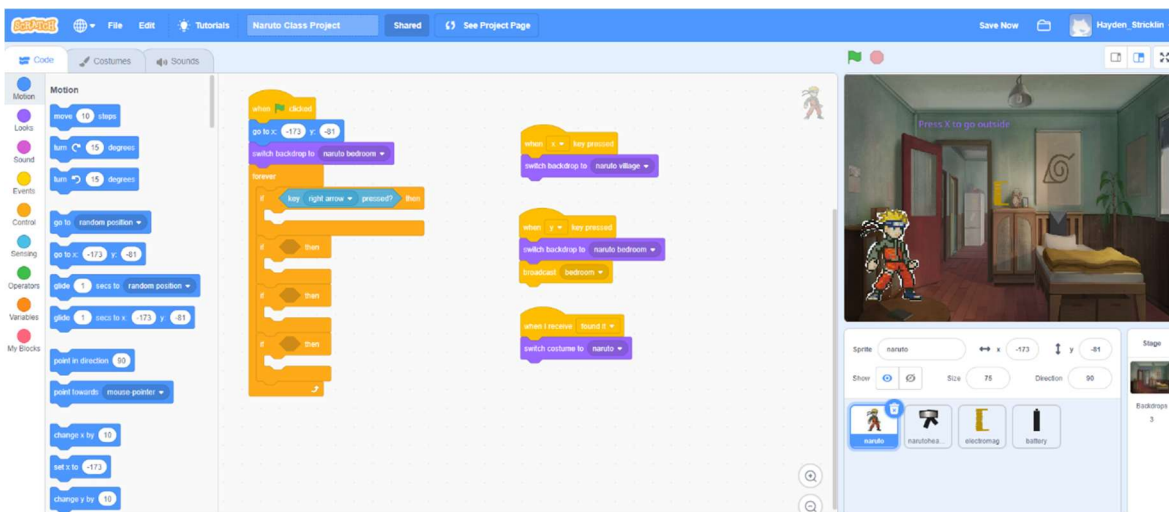 SCRATCH File Edit Tutorials Naruto Class Project Shared See Project Page Save Now Hayden_Stricklin
Code Costumes Sounds
Motion
Looks
Sound
Events
Control
Sensing
Operators
Variables
My Blocks
Motion
move 10 steps
turn 15 degrees
turn 15 degrees
go to random position
go to x: -173 y: -81
glide 1 secs to random position
glide 1 secs to x: -173 y: -81
point in direction 90
point towards mouse-pointer
change x by 10
set x to -173
change y by 10
when clicked
go to x: -173 y: -81
switch backdrop to naruto bedroom
forever
if key right arrow pressed? then
if then
if then
if then
when x key pressed
switch backdrop to naruto village
when y key pressed
switch backdrop to naruto bedroom
broadcast bedroom
when I receive found it
switch costume to naruto
Press X to go outside
Sprite naruto x -173 y -81
Show Size 75 Direction 90
naruto narutohea... electromag battery
Stage
Backdrops
3